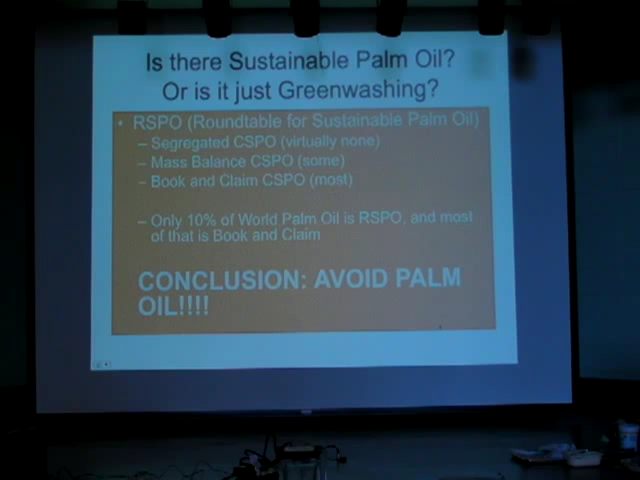 Is there Sustainable Palm Oil?
Or is it just Greenwashing?
• RSPO (Roundtable for Sustainable Palm Oil)
– Segregated CSPO (virtually none)
– Mass Balance CSPO (some)
– Book and Claim CSPO (most)
– Only 10% of World Palm Oil is RSPO, and most
of that is Book and Claim
CONCLUSION: AVOID PALM
OIL!!!!